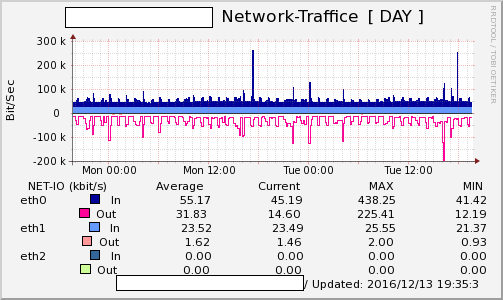 Network-Traffice [ DAY ]
RRDTOOL / TOBI OETIKER
Bit/Sec
300 k
200 k
100 k
0
-100 k
-200 k
Mon 00:00 Mon 12:00 Tue 00:00 Tue 12:00
NET-IO (kbit/s) Average Current MAX MIN
eth0 In 55.17 45.19 438.25 41.42
Out 31.83 14.60 225.41 12.19
eth1 In 23.52 23.49 25.55 21.37
Out 1.62 1.46 2.00 0.93
eth2 In 0.00 0.00 0.00 0.00
Out 0.00 0.00 0.00 0.00
/ Updated: 2016/12/13 19:35:3